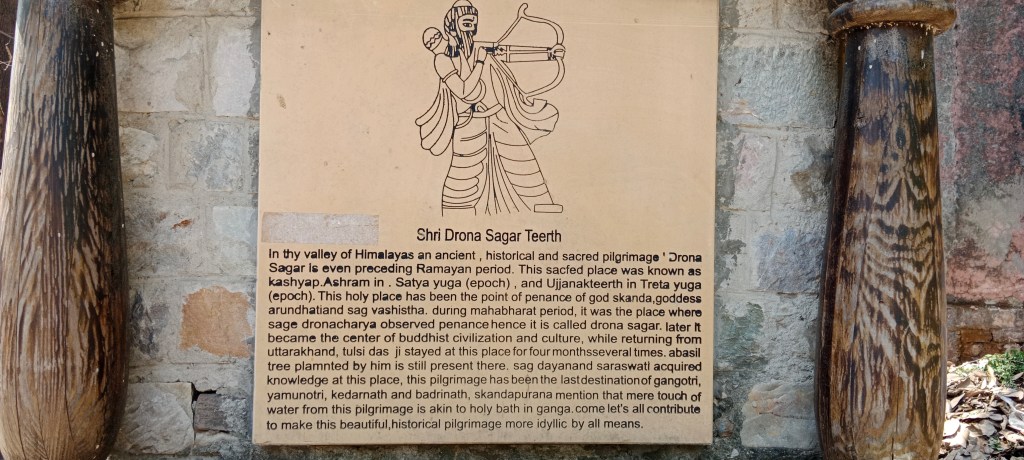 Shri Drona Sagar Teerth
In thy valley of Himalayas an ancient , historical and sacred pilgrimage ' Drona
Sagar is even preceding Ramayan period. This sacfed place was known as
kashyap.Ashram in . Satya yuga (epoch) , and Ujjanakteerth in Treta yuga
(epoch). This holy place has been the point of penance of god skanda,goddess
arundhatiand sag vashistha. during mahabharat period, it was the place where
sage dronacharya observed penance hence it is called drona sagar. later it
became the center of buddhist civilization and culture, while returning from
uttarakhand, tulsi das ji stayed at this place for four monthsseveral times. abasil
tree plamnted by him is still present there. sag dayanand saraswati acquired
knowledge at this place, this pilgrimage has been the last destination of gangotri,
yamunotri, kedarnath and badrinath, skandapurana mention that mere touch of
water from this pilgrimage is akin to holy bath in ganga.come let's all contribute
to make this beautiful,historical pilgrimage more idyllic by all means.